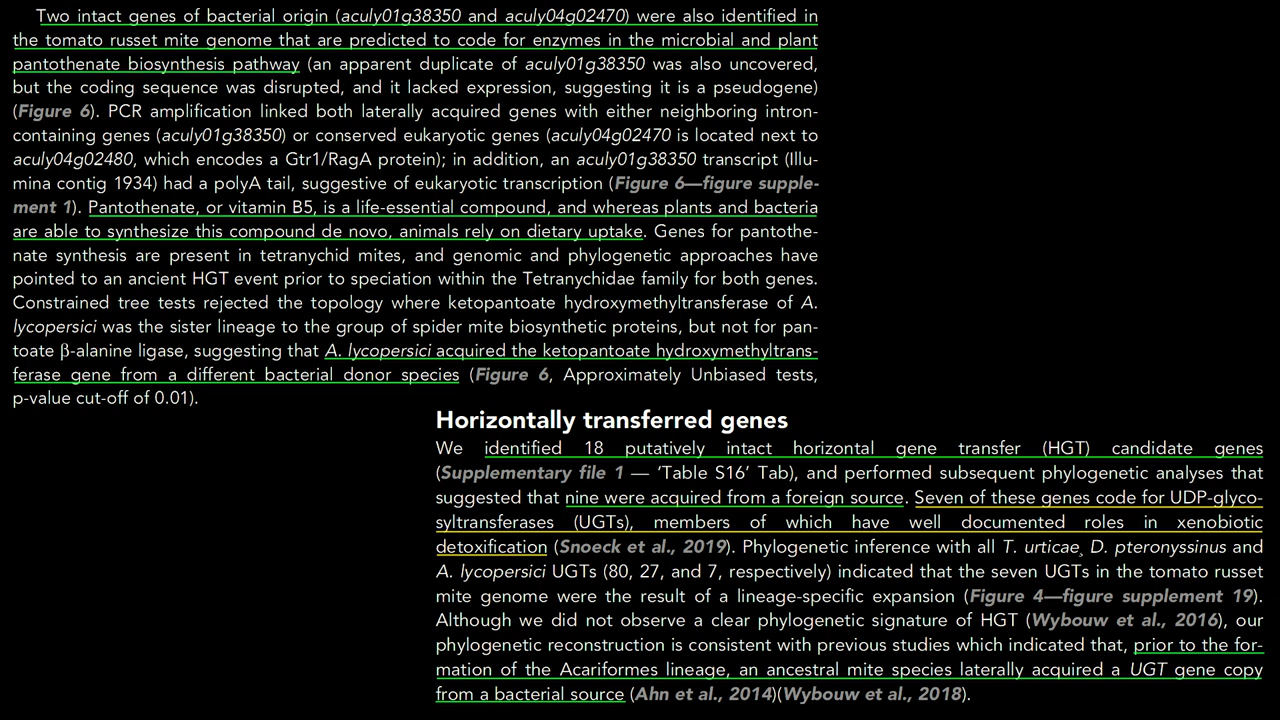 Two intact genes of bacterial origin (aculy01g38350 and aculy04g02470) were also identified in
the tomato russet mite genome that are predicted to code for enzymes in the microbial and plant
pantothenate biosynthesis pathway (an apparent duplicate of aculy01g38350 was also uncovered,
but the coding sequence was disrupted, and it lacked expression, suggesting it is a pseudogene)
(Figure 6). PCR amplification linked both laterally acquired genes with either neighboring intron-
containing genes (aculy01g38350) or conserved eukaryotic genes (aculy04g02470 is located next to
aculy04g02480, which encodes a Gtr1/RagA protein); in addition, an aculy01g38350 transcript (Illu-
mina contig 1934) had a polyA tail, suggestive of eukaryotic transcription (Figure 6—figure supple-
ment 1). Pantothenate, or vitamin B5, is a life-essential compound, and whereas plants and bacteria
are able to synthesize this compound de novo, animals rely on dietary uptake. Genes for pantothe-
nate synthesis are present in tetranychid mites, and genomic and phylogenetic approaches have
pointed to an ancient HGT event prior to speciation within the Tetranychidae family for both genes.
Constrained tree tests rejected the topology where ketopantoate hydroxymethyltransferase of A.
lycopersici was the sister lineage to the group of spider mite biosynthetic proteins, but not for pan-
toate β-alanine ligase, suggesting that A. lycopersici acquired the ketopantoate hydroxymethyltrans-
ferase gene from a different bacterial donor species (Figure 6, Approximately Unbiased tests,
p-value cut-off of 0.01).
Horizontally transferred genes
We identified 18 putatively intact horizontal gene transfer (HGT) candidate genes
(Supplementary file 1 — 'Table S16' Tab), and performed subsequent phylogenetic analyses that
suggested that nine were acquired from a foreign source. Seven of these genes code for UDP-glyco-
syltransferases (UGTs), members of which have well documented roles in xenobiotic
detoxification (Snoeck et al., 2019). Phylogenetic inference with all T. urticae, D. pteronyssinus and
A. lycopersici UGTs (80, 27, and 7, respectively) indicated that the seven UGTs in the tomato russet
mite genome were the result of a lineage-specific expansion (Figure 4—figure supplement 19).
Although we did not observe a clear phylogenetic signature of HGT (Wybouw et al., 2016), our
phylogenetic reconstruction is consistent with previous studies which indicated that, prior to the for-
mation of the Acariformes lineage, an ancestral mite species laterally acquired a UGT gene copy
from a bacterial source (Ahn et al., 2014)(Wybouw et al., 2018).